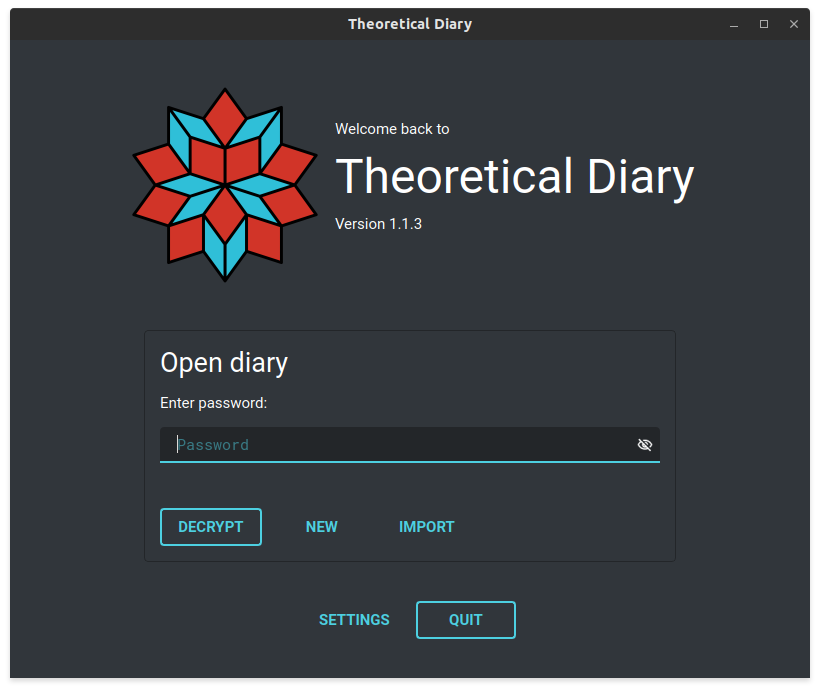 Theoretical Diary
Welcome back to
Theoretical Diary
Version 1.1.3
Open diary
Enter password:
Password
DECRYPT NEW IMPORT
SETTINGS QUIT